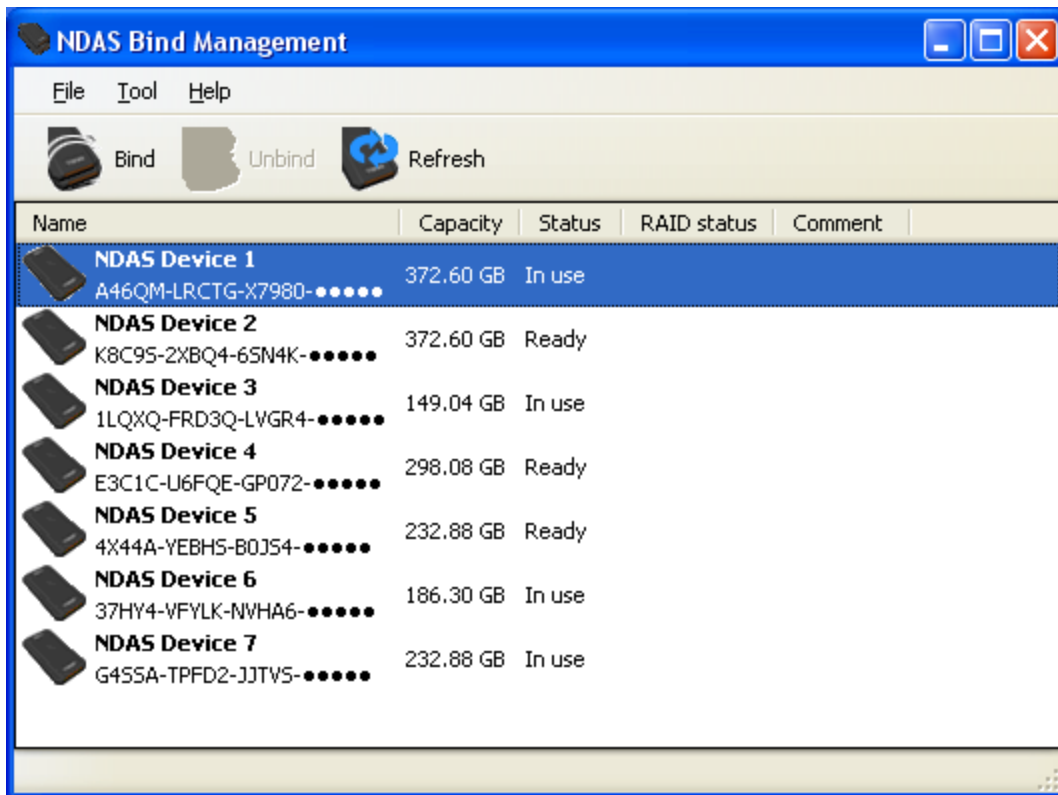 NDAS Bind Management
File Tool Help
Bind Unbind Refresh
Name Capacity Status RAID status Comment
NDAS Device 1
A46QM-LRCTG-X7980-●●●●● 372.60 GB In use
NDAS Device 2
K8C9S-2XBQ4-6SN4K-●●●●● 372.60 GB Ready
NDAS Device 3
1LQXQ-FRD3Q-LVGR4-●●●●● 149.04 GB In use
NDAS Device 4
E3C1C-U6FQE-GP072-●●●●● 298.08 GB Ready
NDAS Device 5
4X44A-YEBHS-B0JS4-●●●●● 232.88 GB Ready
NDAS Device 6
37HY4-VFYLK-NVHA6-●●●●● 186.30 GB In use
NDAS Device 7
G4SSA-TPFD2-JJTVS-●●●●● 232.88 GB In use